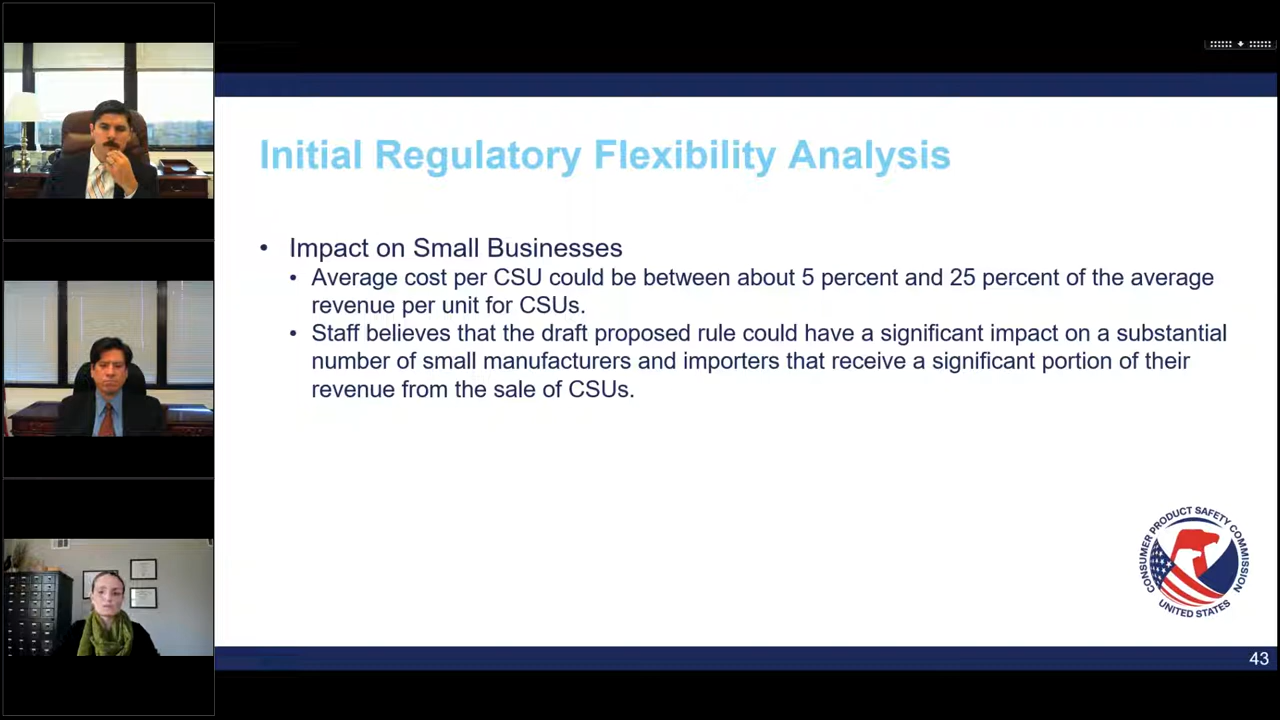 Initial Regulatory Flexibility Analysis
• Impact on Small Businesses
• Average cost per CSU could be between about 5 percent and 25 percent of the average
revenue per unit for CSUs.
• Staff believes that the draft proposed rule could have a significant impact on a substantial
number of small manufacturers and importers that receive a significant portion of their
revenue from the sale of CSUs.
CONSUMER PRODUCT SAFETY COMMISSION
UNITED STATES
43